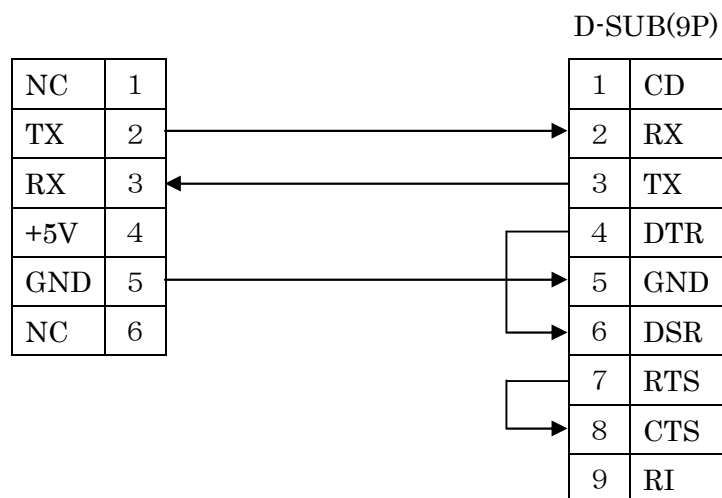 D-SUB(9P)
NC 1
TX 2
RX 3
+5V 4
GND 5
NC 6
1 CD
2 RX
3 TX
4 DTR
5 GND
6 DSR
7 RTS
8 CTS
9 RI